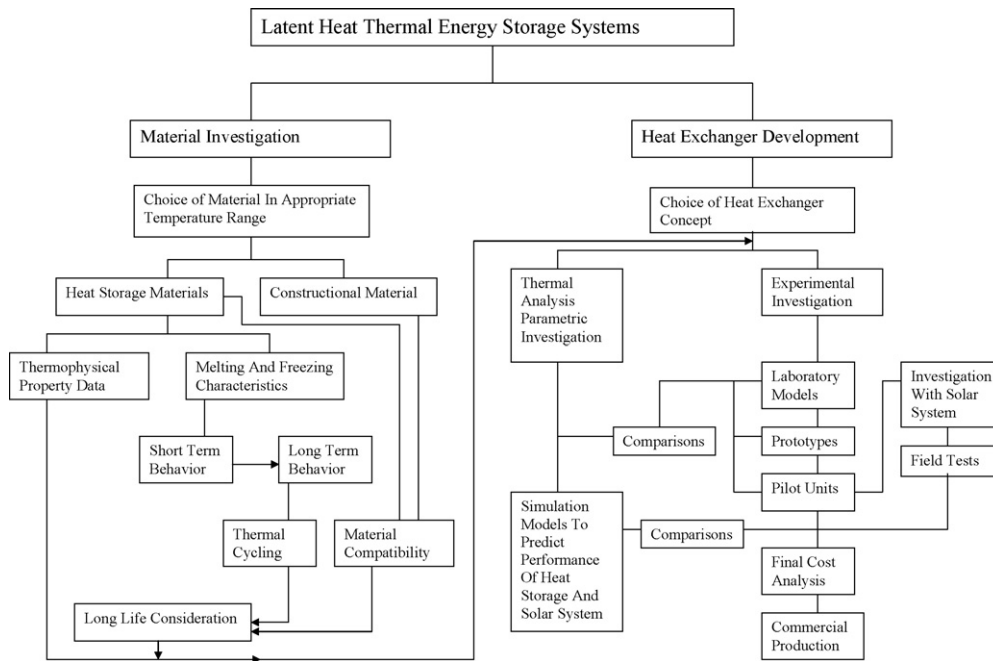 Latent Heat Thermal Energy Storage Systems
Material Investigation
Heat Exchanger Development
Choice of Material In Appropriate
Temperature Range
Choice of Heat Exchanger
Concept
Heat Storage Materials
Constructional Material
Thermal
Analysis
Parametric
Investigation
Experimental
Investigation
Thermophysical
Property Data
Melting And Freezing
Characteristics
Laboratory
Models
Investigation
With Solar
System
Short Term
Behavior
Long Term
Behavior
Comparisons
Prototypes
Field Tests
Pilot Units
Thermal
Cycling
Material
Compatibility
Simulation
Models To
Predict
Performance
Of Heat
Storage And
Solar System
Comparisons
Final Cost
Analysis
Long Life Consideration
Commercial
Production